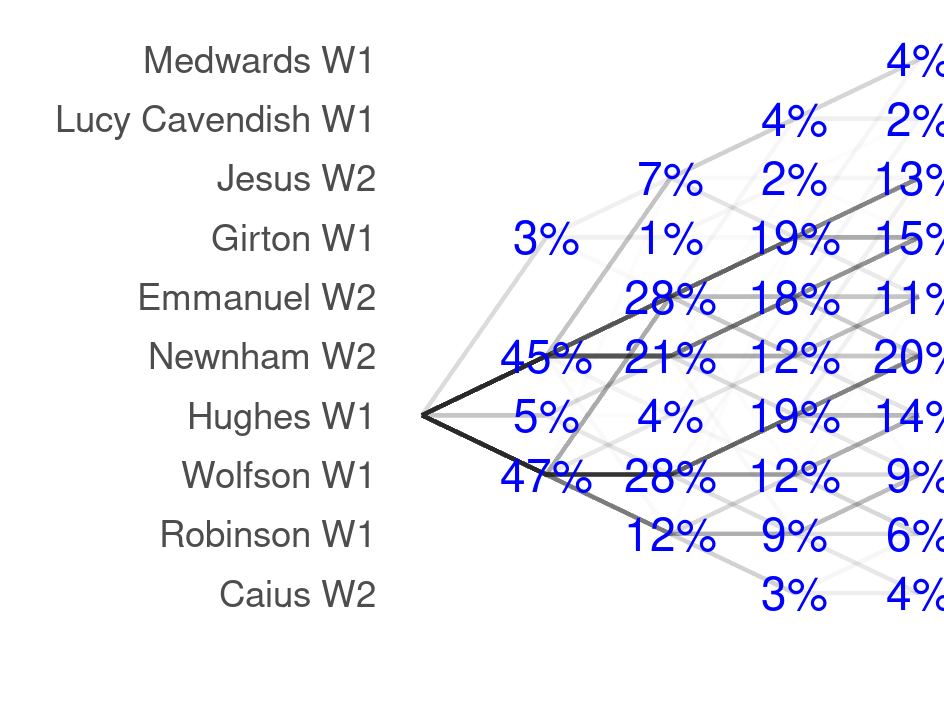 Medwards W1 4%
Lucy Cavendish W1 4% 2%
Jesus W2 7% 2% 13%
Girton W1 3% 1% 19% 15%
Emmanuel W2 28% 18% 11%
Newnham W2 45% 21% 12% 20%
Hughes W1 5% 4% 19% 14%
Wolfson W1 47% 28% 12% 9%
Robinson W1 12% 9% 6%
Caius W2 3% 4%